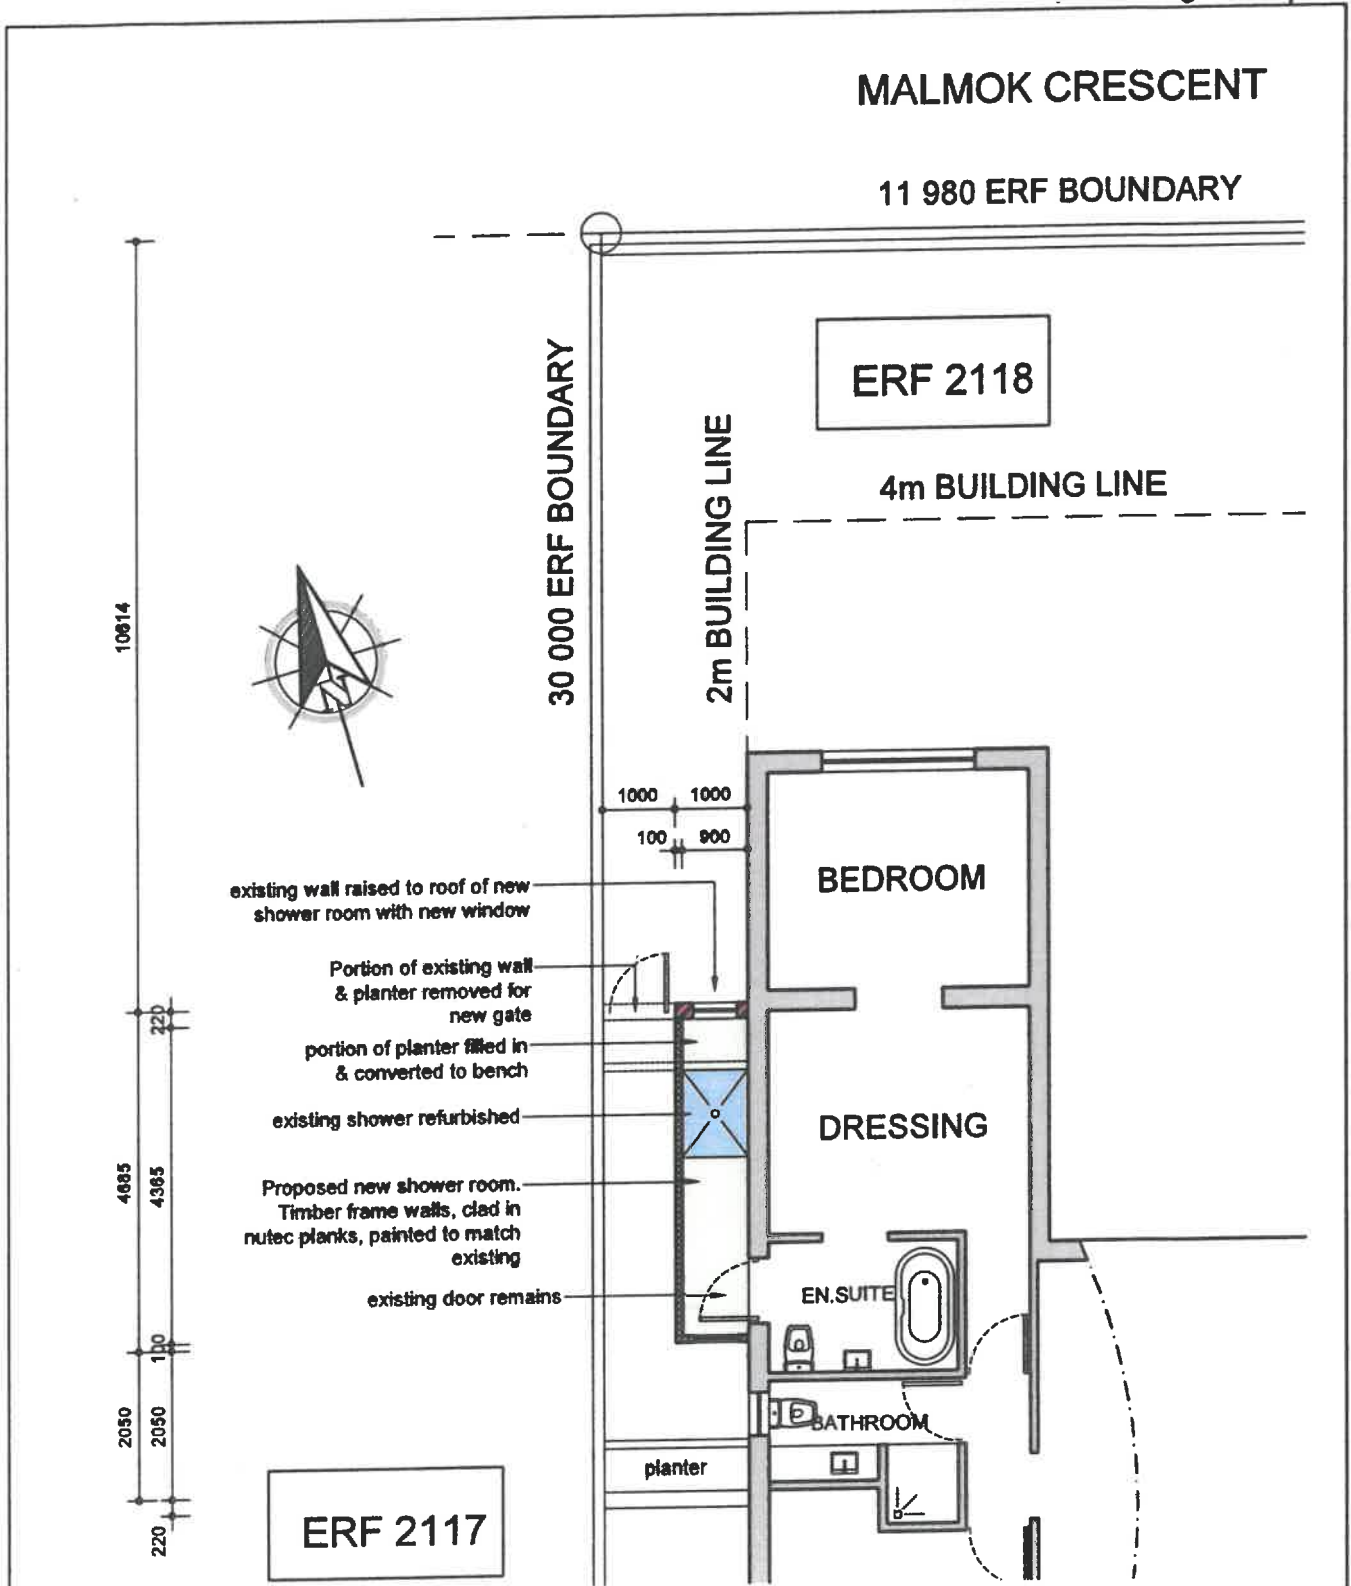 MALMOK CRESCENT
11 980 ERF BOUNDARY
ERF 2118
30 000 ERF BOUNDARY
2m BUILDING LINE
4m BUILDING LINE
10614
N
1000
1000
100
900
BEDROOM
existing wall raised to roof of new
shower room with new window
Portion of existing wall
& planter removed for
new gate
220
portion of planter filled in
& converted to bench
existing shower refurbished
DRESSING
4685
4365
Proposed new shower room.
Timber frame walls, clad in
nutec planks, painted to match
existing
existing door remains
EN.SUITE
100
2050
2050
BATHROOM
planter
ERF 2117
220